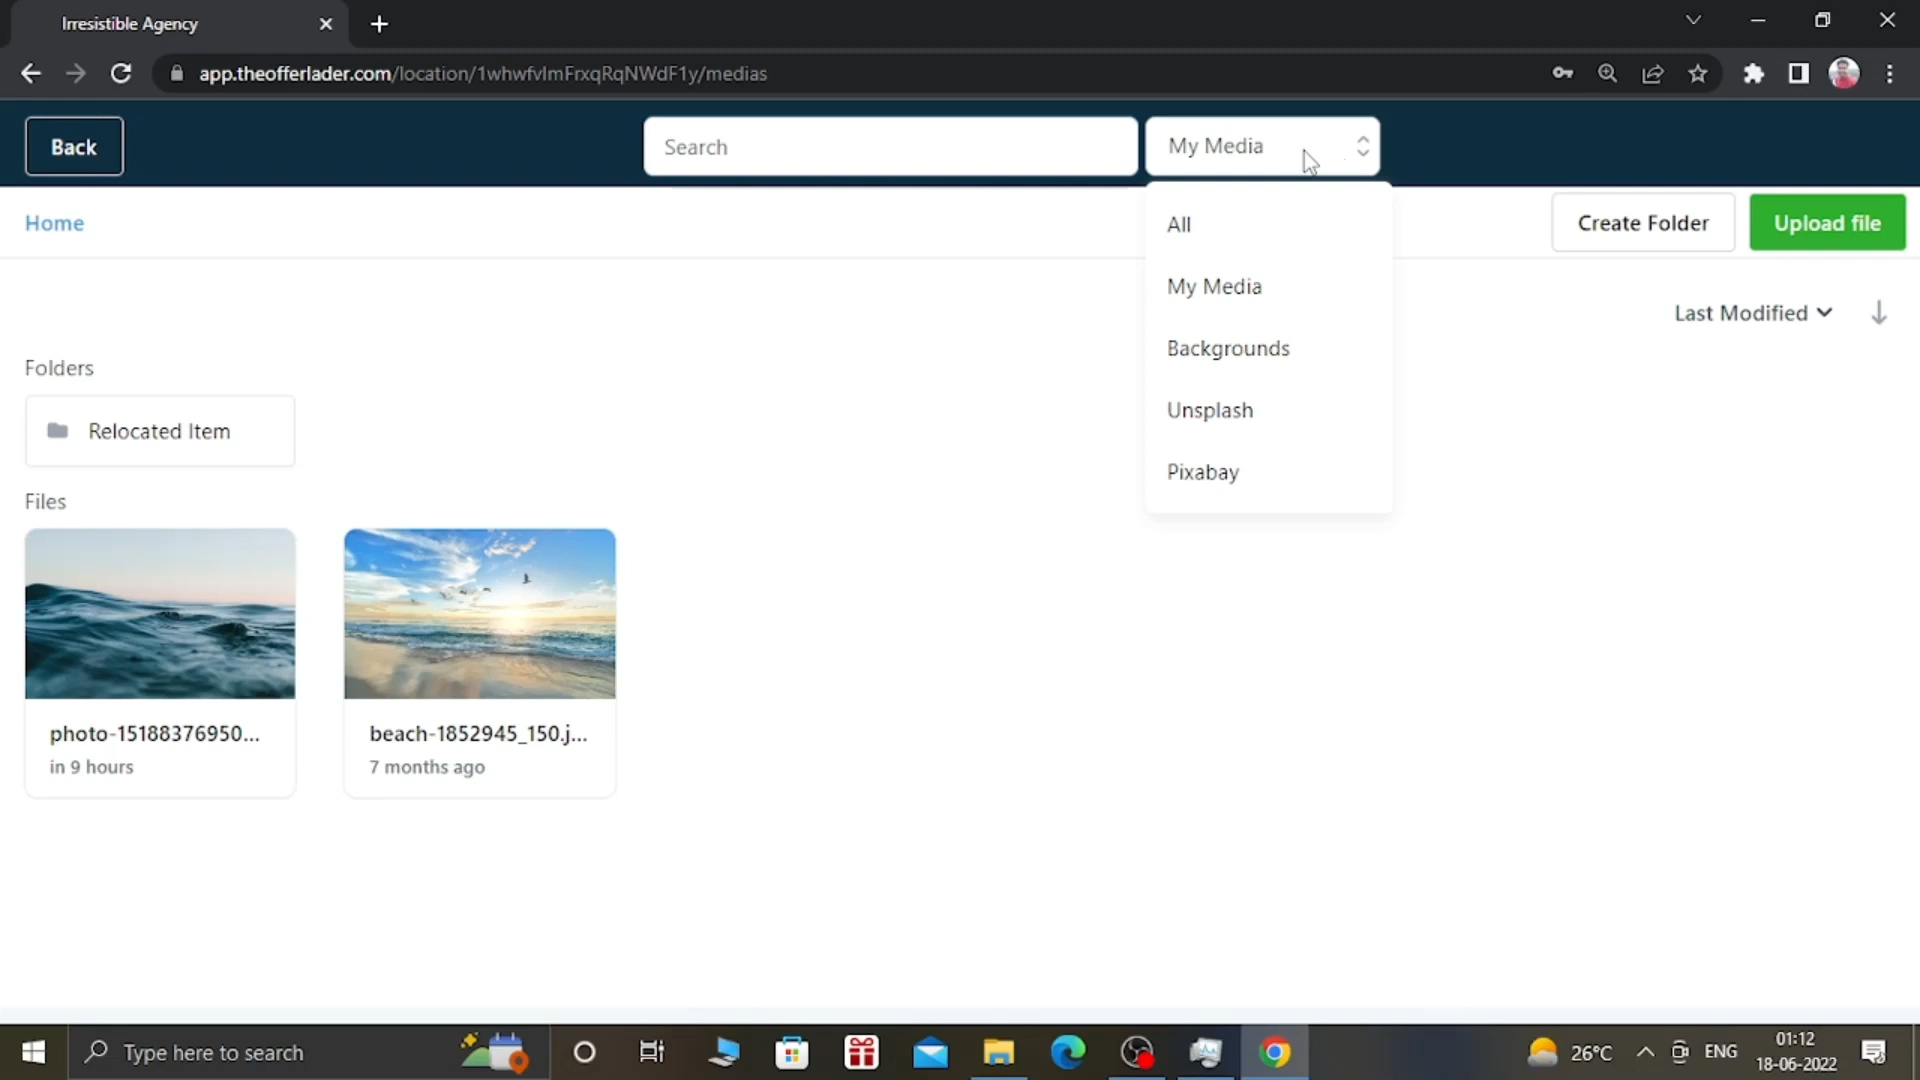 Irresistible Agency
app.theofferlader.com/location/1whwfvlmFrxqRqNWdF1y/medias
Back
Search
My Media
Home
All
My Media
Backgrounds
Unsplash
Pixabay
Create Folder
Upload file
Last Modified
Folders
Relocated Item
Files
photo-15188376950...
in 9 hours
beach-1852945_150.j...
7 months ago
Type here to search
26°C
ENG
01:12
18-06-2022